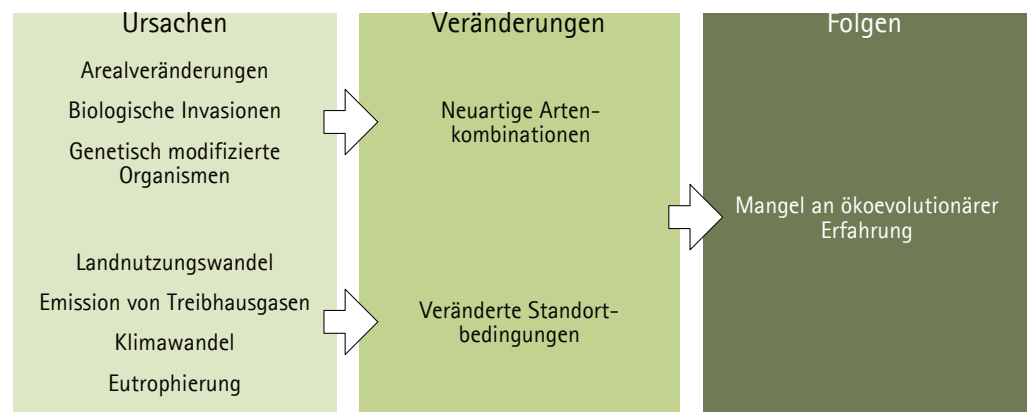 Ursachen
Arealveränderungen
Biologische Invasionen
Genetisch modifizierte
Organismen
Landnutzungswandel
Emission von Treibhausgasen
Klimawandel
Eutrophierung
Veränderungen
Neuartige Arten-
kombinationen
Veränderte Standort-
bedingungen
Folgen
Mangel an ökoevolutionärer
Erfahrung